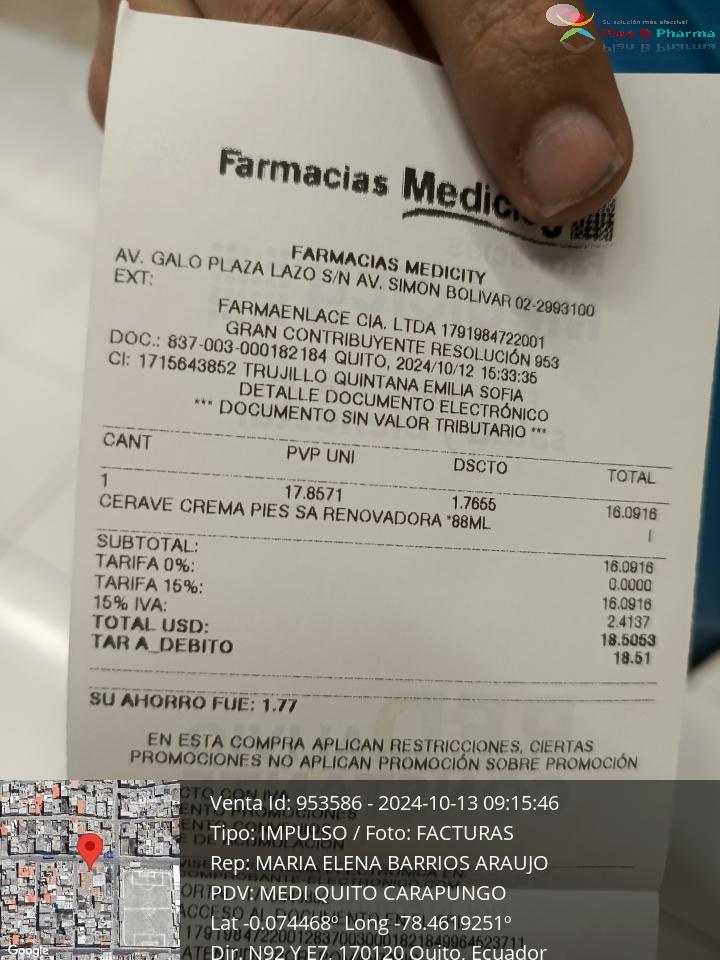 Su solución más efectiva!
Plan B Pharma
Farmacias
FARMACIAS MEDICITY
AV. GALO PLAZA LAZO S/N AV. SIMON BOLIVAR 02-2993100
EXT:
FARMAENLACE CIA. LTDA 1791984722001
GRAN CONTRIBUYENTE RESOLUCIÓN 953
DOC.: 837-003-000182184 QUITO, 2024/10/12 15:33:35
CI: 1715643852 TRUJILLO QUINTANA EMILIA SOFIA
DETALLE DOCUMENTO ELECTRÓNICO
*** DOCUMENTO SIN VALOR TRIBUTARIO ***
CANT PVP UNI DSCTO TOTAL
1 17.8571 1.7655 16.0916
CERAVE CREMA PIES SA RENOVADORA *88ML I
SUBTOTAL: 16.0916
TARIFA 0%: 0.0000
TARIFA 15%: 16.0916
15% IVA: 2.4137
TOTAL USD: 18.5053
TAR A_DEBITO 18.51
SU AHORRO FUE: 1.77
EN ESTA COMPRA APLICAN RESTRICCIONES, CIERTAS
PROMOCIONES NO APLICAN PROMOCIÓN SOBRE PROMOCIÓN
Venta Id: 953586 - 2024-10-13 09:15:46
Tipo: IMPULSO / Foto: FACTURAS
Rep: MARIA ELENA BARRIOS ARAUJO
PDV: MEDI QUITO CARAPUNGO
Lat -0.074468º Long -78.4619251º
Dir. N92 Y E7, 170120 Quito, Ecuador
Google